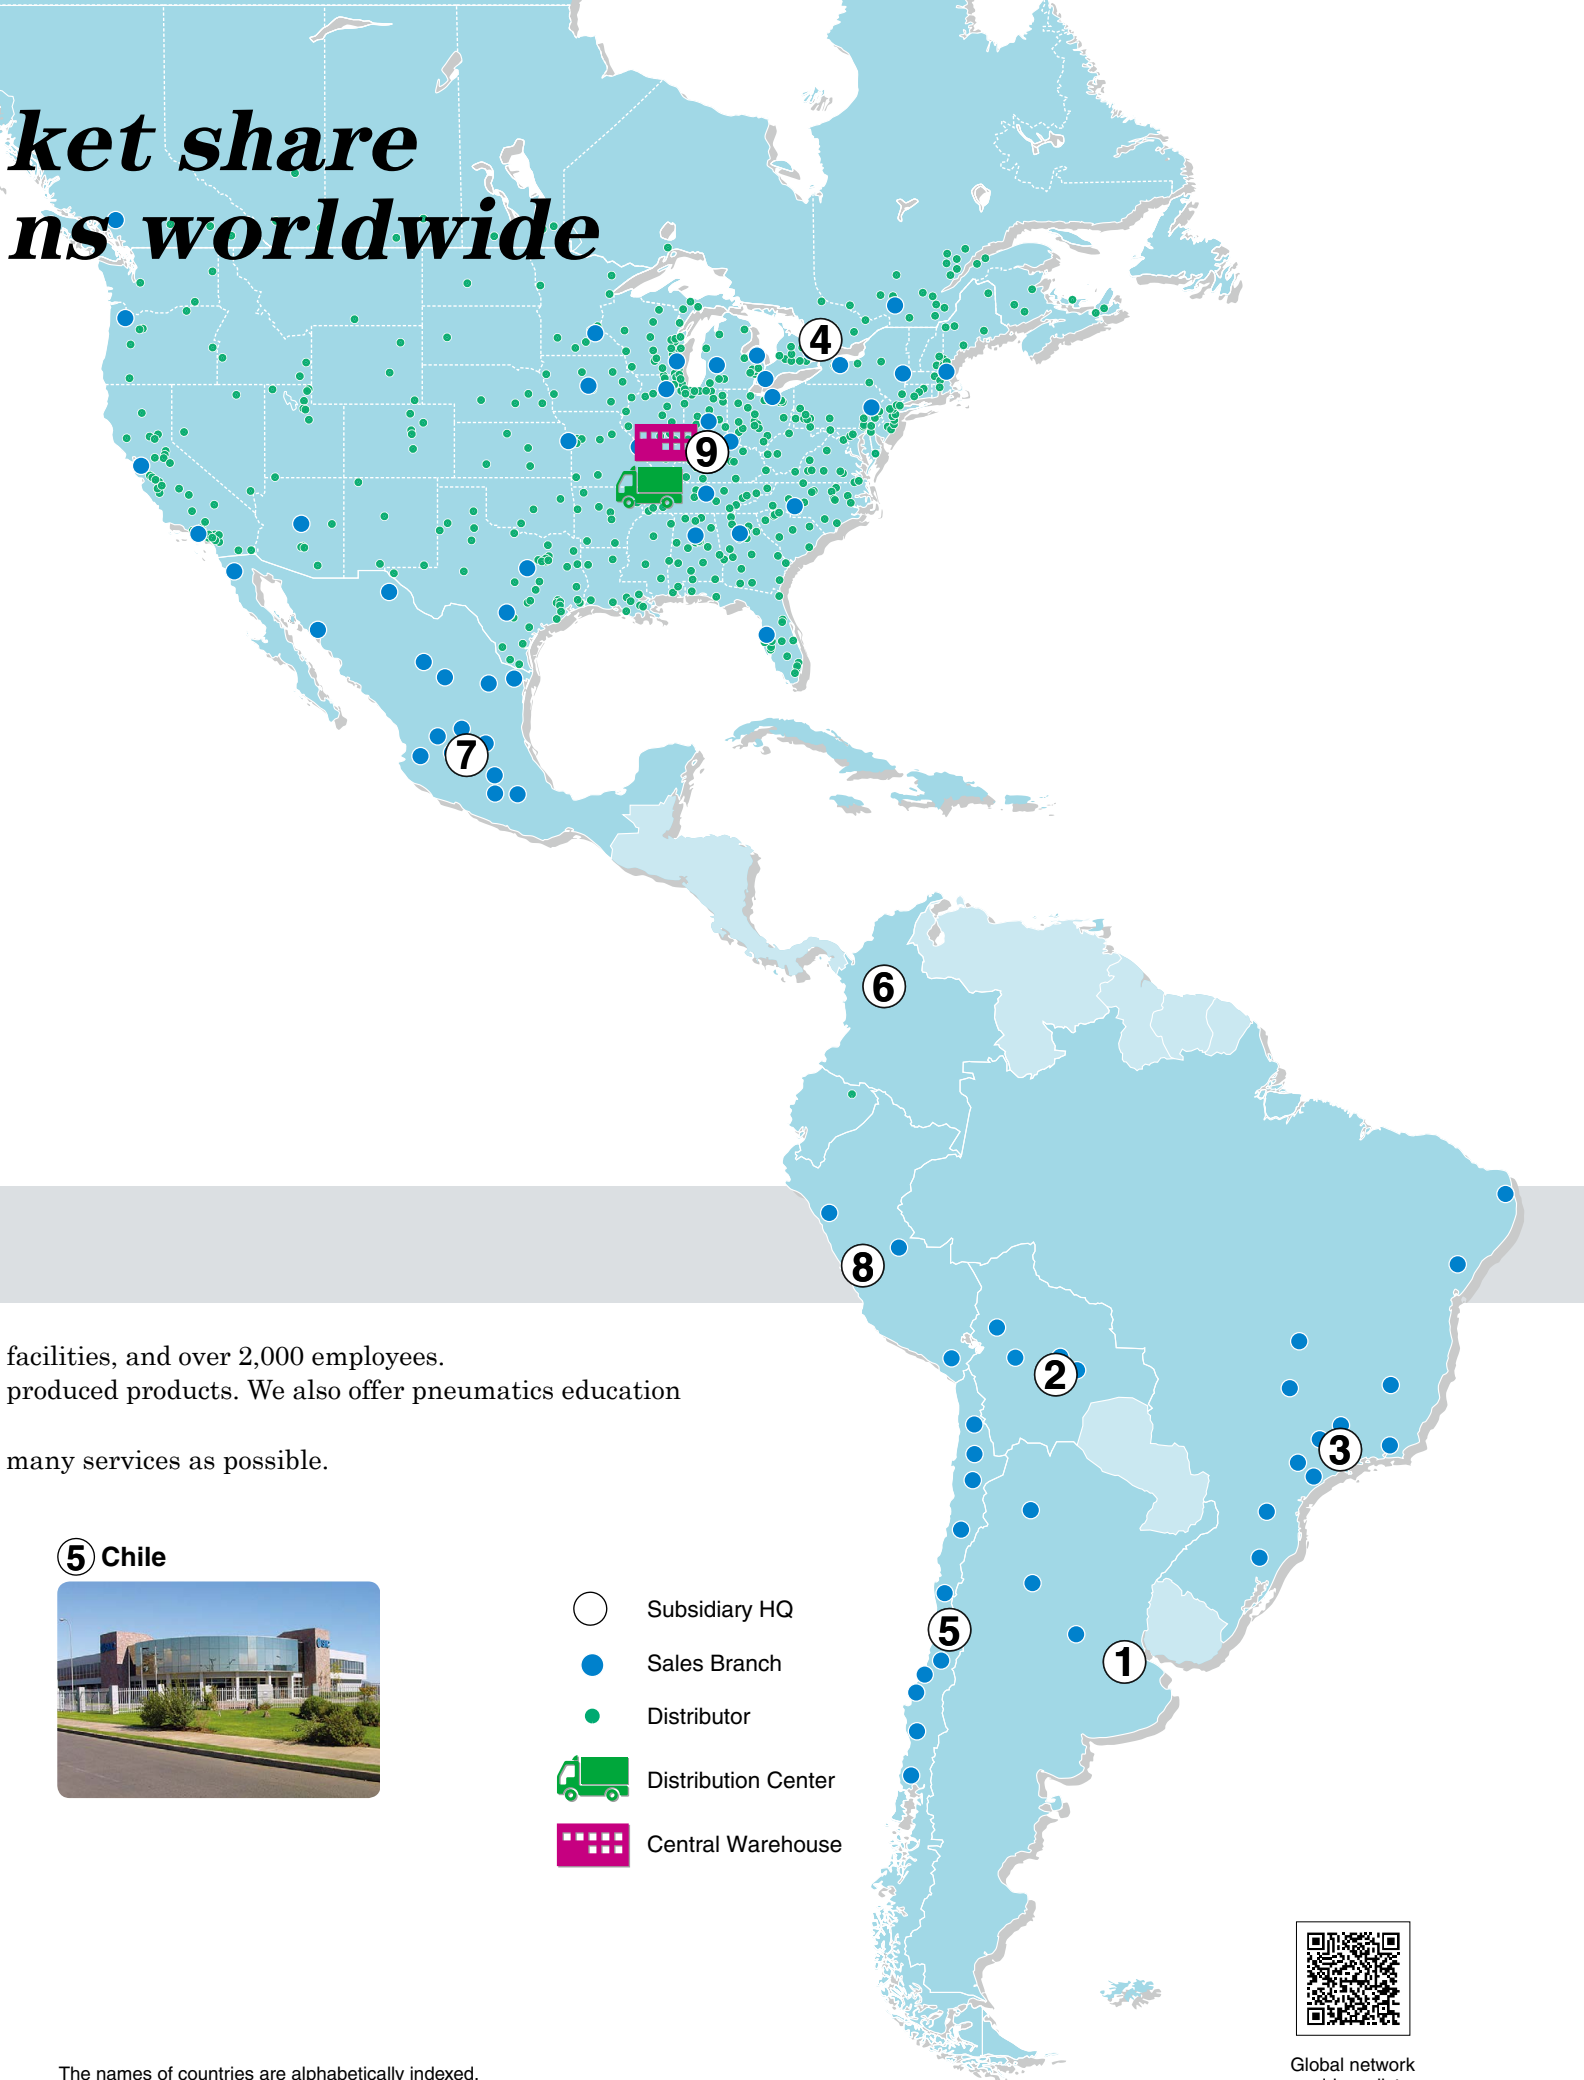 ket share
ns worldwide
4
9
7
6
8
2
3
5
1
facilities, and over 2,000 employees.
produced products. We also offer pneumatics education
many services as possible.
5 Chile
Subsidiary HQ
Sales Branch
Distributor
Distribution Center
Central Warehouse
The names of countries are alphabetically indexed.
Global network